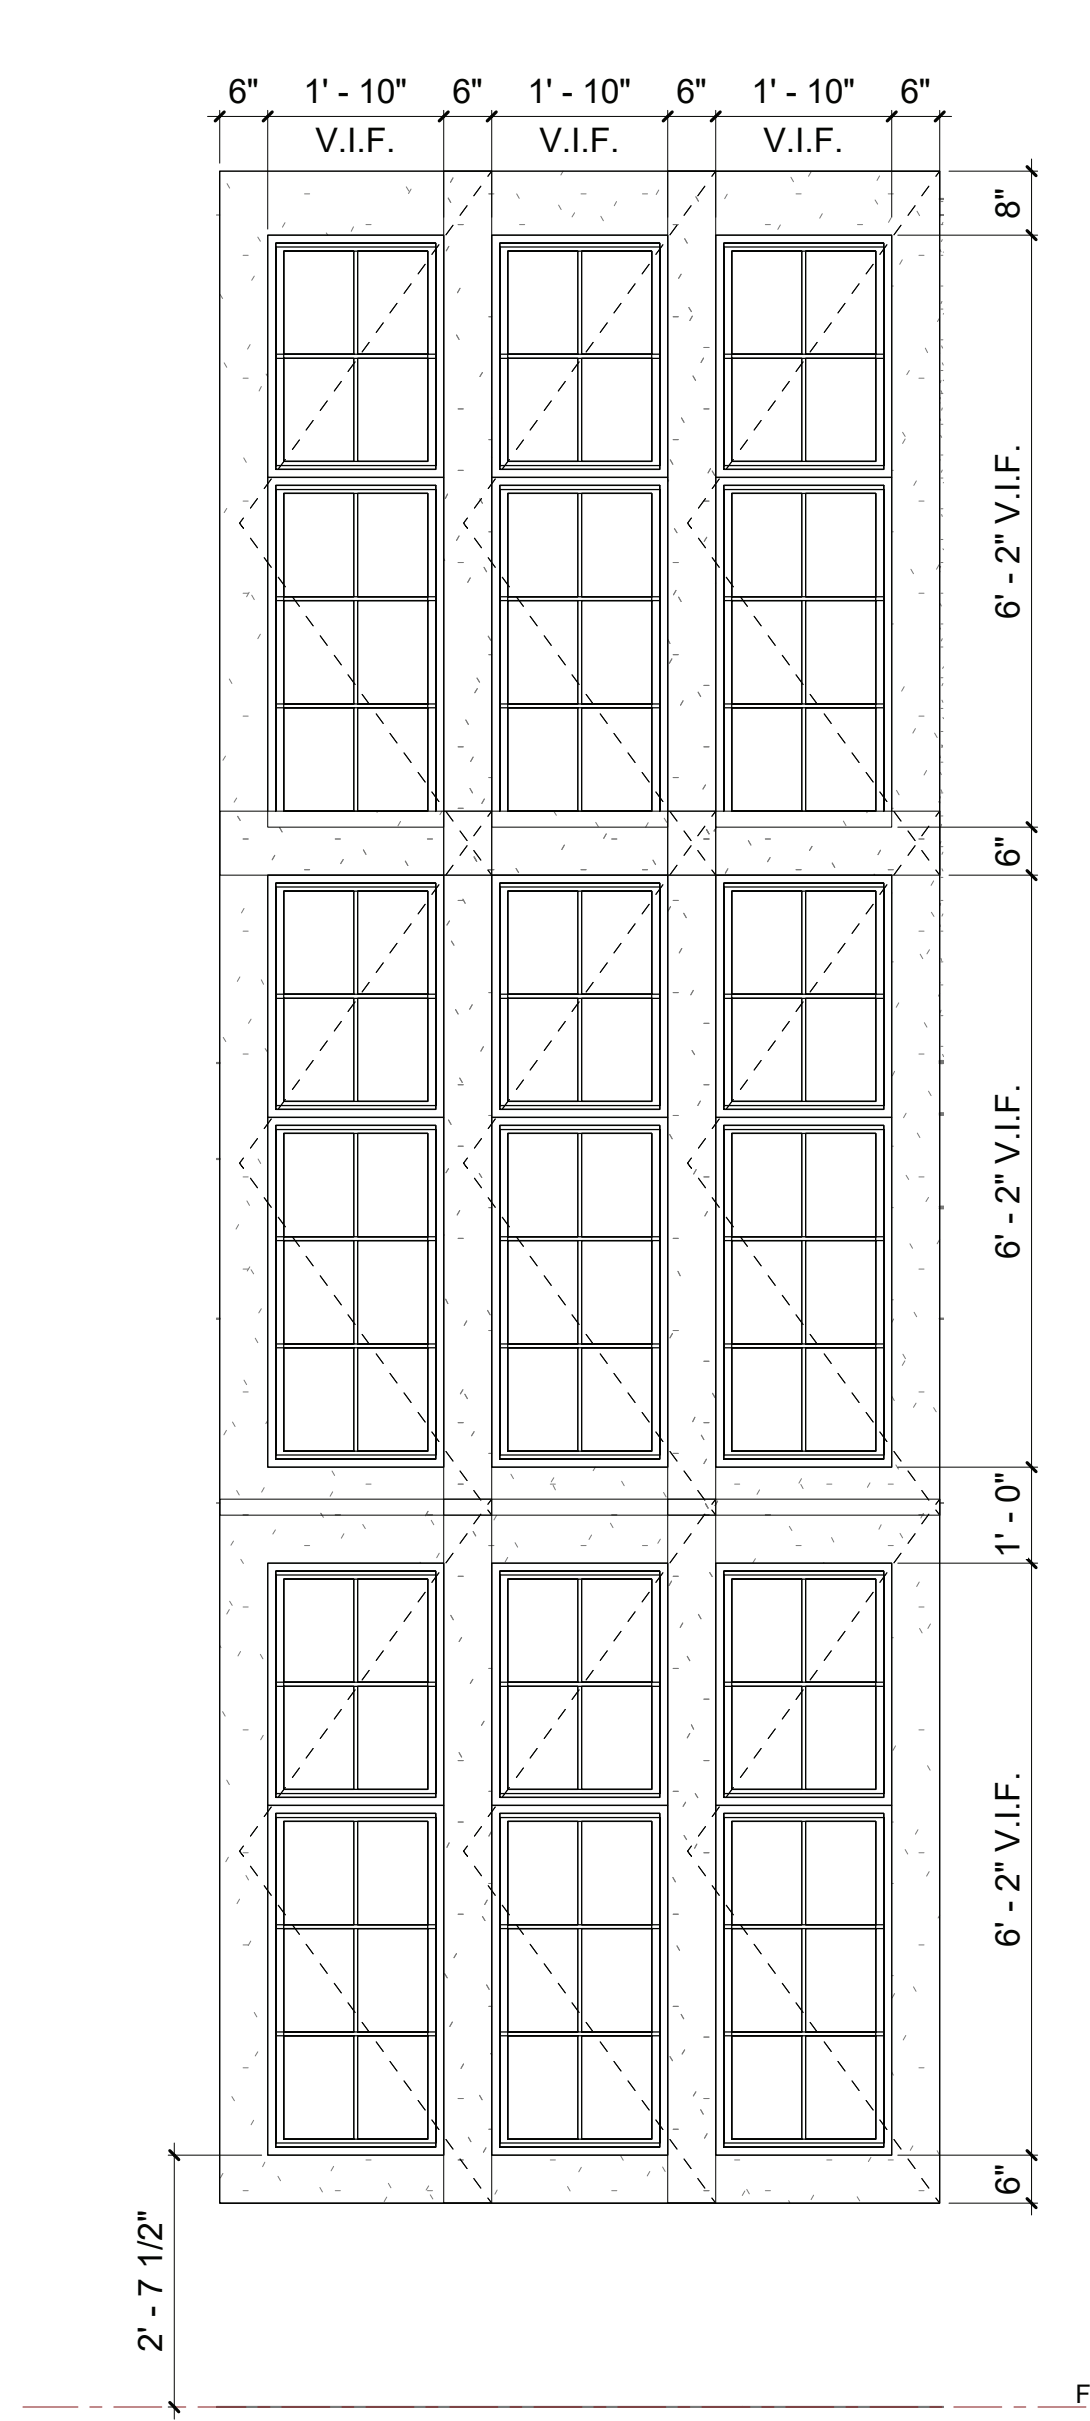 6" 1' - 10" 6" 1' - 10" 6" 1' - 10" 6"
V.I.F. V.I.F. V.I.F.
8"
6' - 2" V.I.F.
6"
6' - 2" V.I.F.
1' - 0"
6' - 2" V.I.F.
6"
2' - 7 1/2"
F